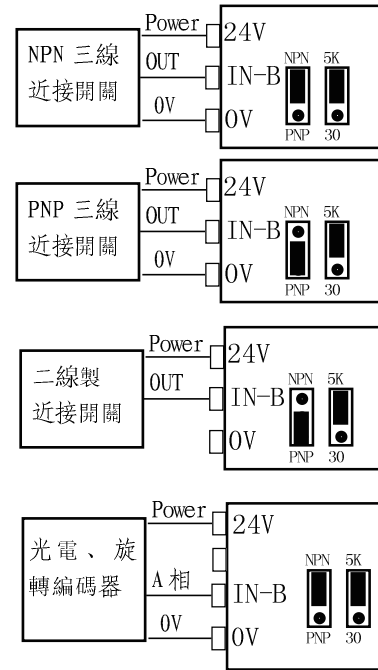 Power
24V
NPN 三線
近接開關
OUT
IN-B
0V
0V
NPN 5K
PNP 30
Power
24V
PNP 三線
近接開關
OUT
IN-B
0V
0V
NPN 5K
PNP 30
Power
24V
二線製
近接開關
OUT
IN-B
0V
NPN 5K
PNP 30
Power
24V
光電、旋
轉編碼器
A相
IN-B
0V
0V
NPN 5K
PNP 30